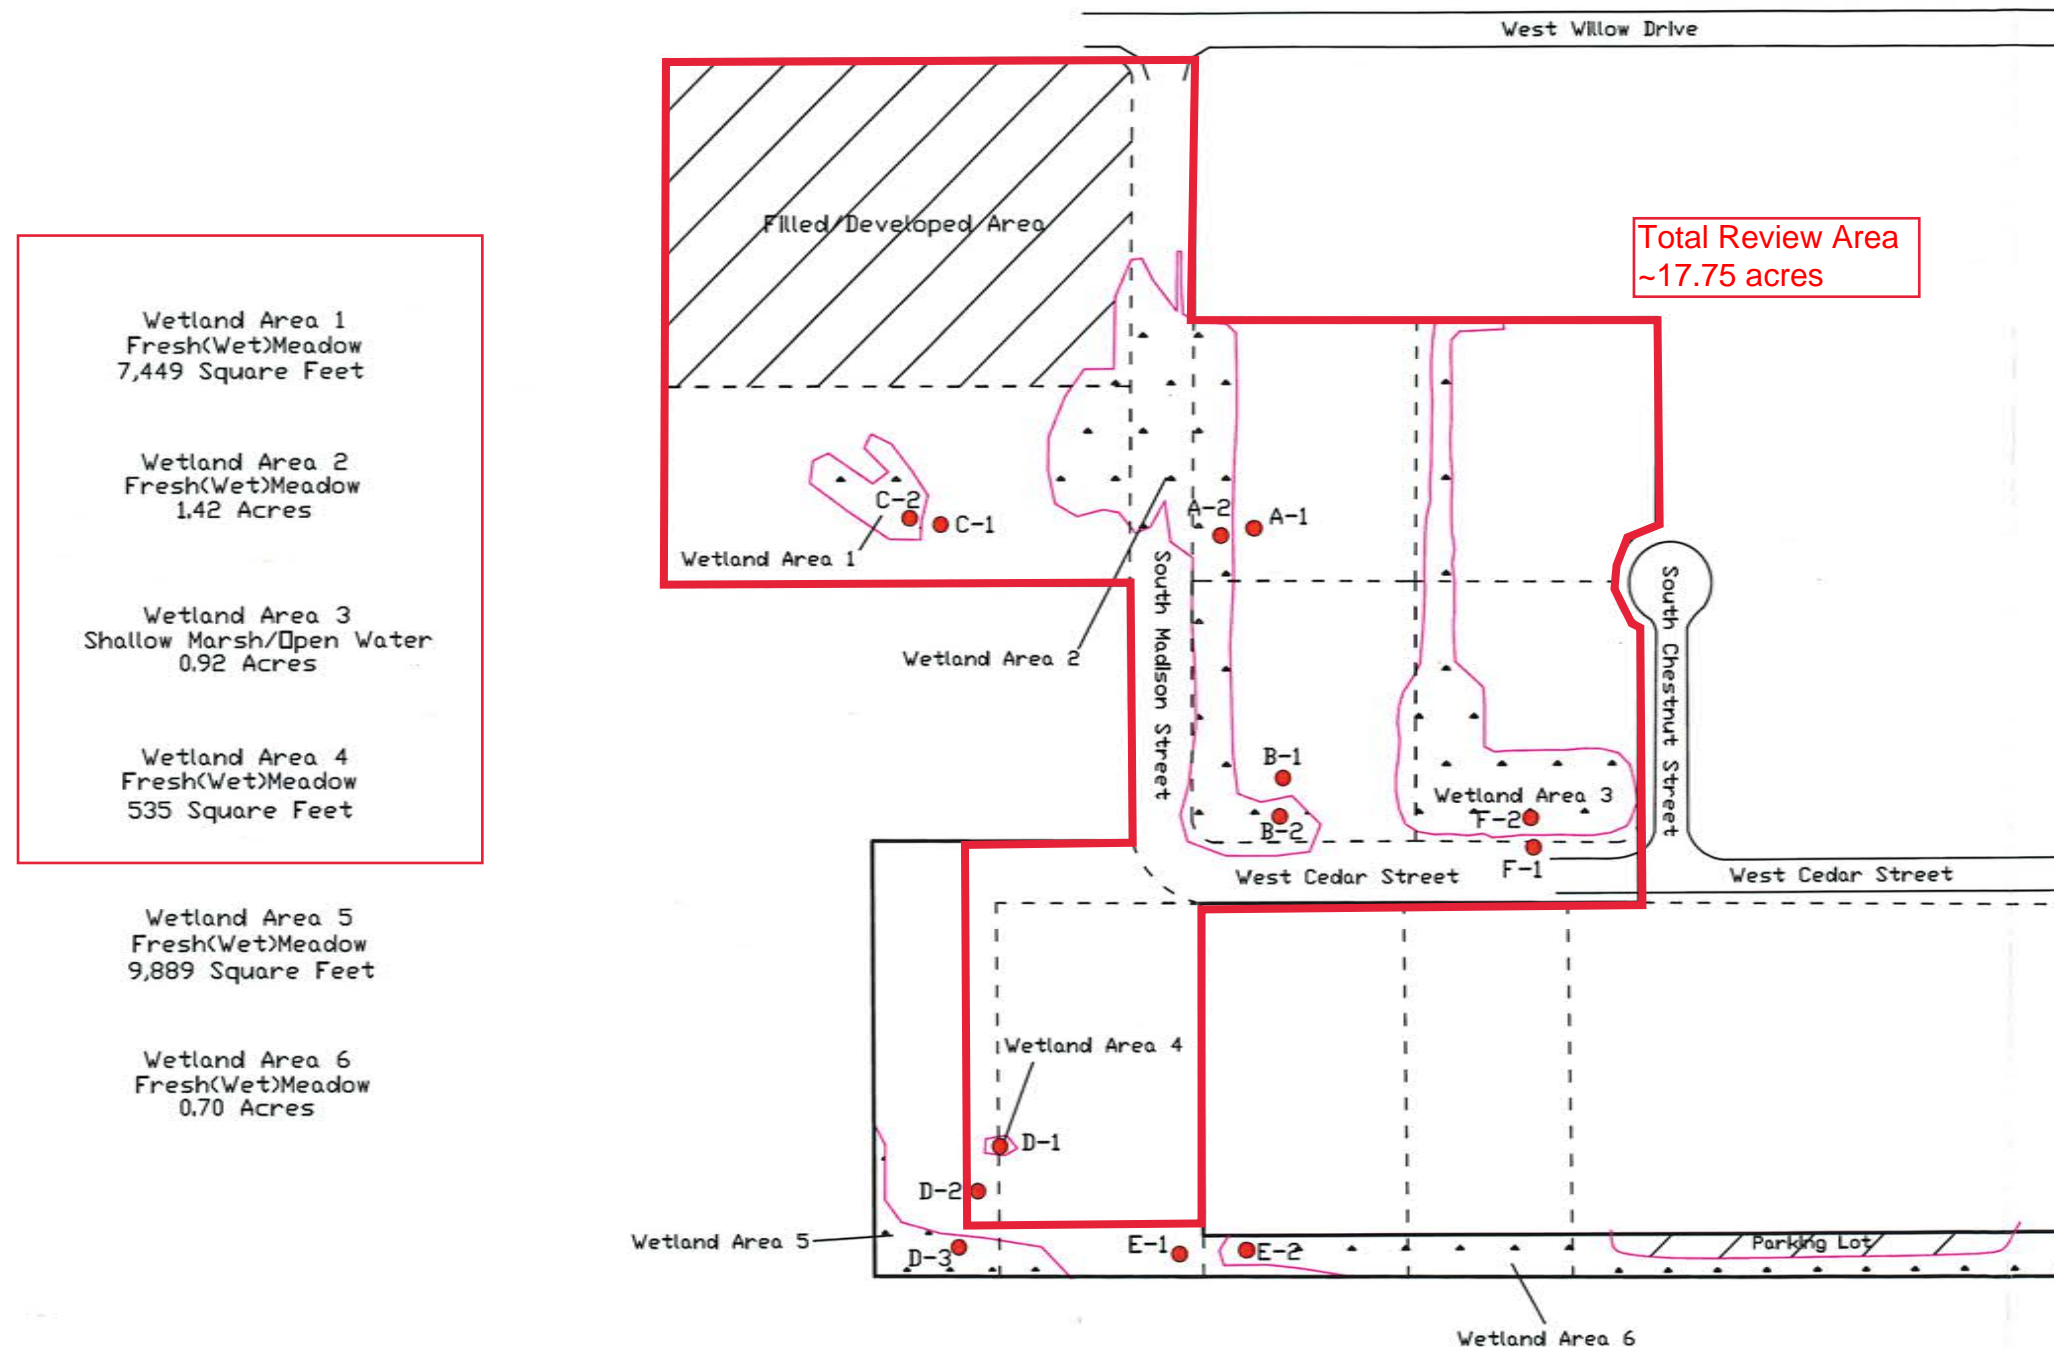 West Willow Drive
Filled/Developed Area
Total Review Area
~17.75 acres
Wetland Area 1
Fresh(Wet)Meadow
7,449 Square Feet
Wetland Area 2
Fresh(Wet)Meadow
1.42 Acres
Wetland Area 3
Shallow Marsh/Open Water
0.92 Acres
Wetland Area 4
Fresh(Wet)Meadow
535 Square Feet
Wetland Area 5
Fresh(Wet)Meadow
9,889 Square Feet
Wetland Area 6
Fresh(Wet)Meadow
0.70 Acres
C-2
C-1
Wetland Area 1
A-2
A-1
Wetland Area 2
South Madison Street
South Chestnut Street
B-1
B-2
Wetland Area 3
F-2
F-1
West Cedar Street
West Cedar Street
Wetland Area 4
D-1
D-2
Wetland Area 5
D-3
E-1
E-2
Parking Lot
Wetland Area 6